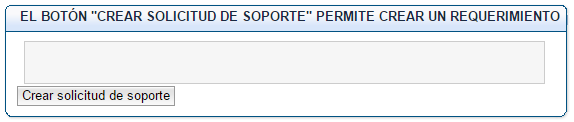 EL BOTÓN "CREAR SOLICITUD DE SOPORTE" PERMITE CREAR UN REQUERIMIENTO
Crear solicitud de soporte